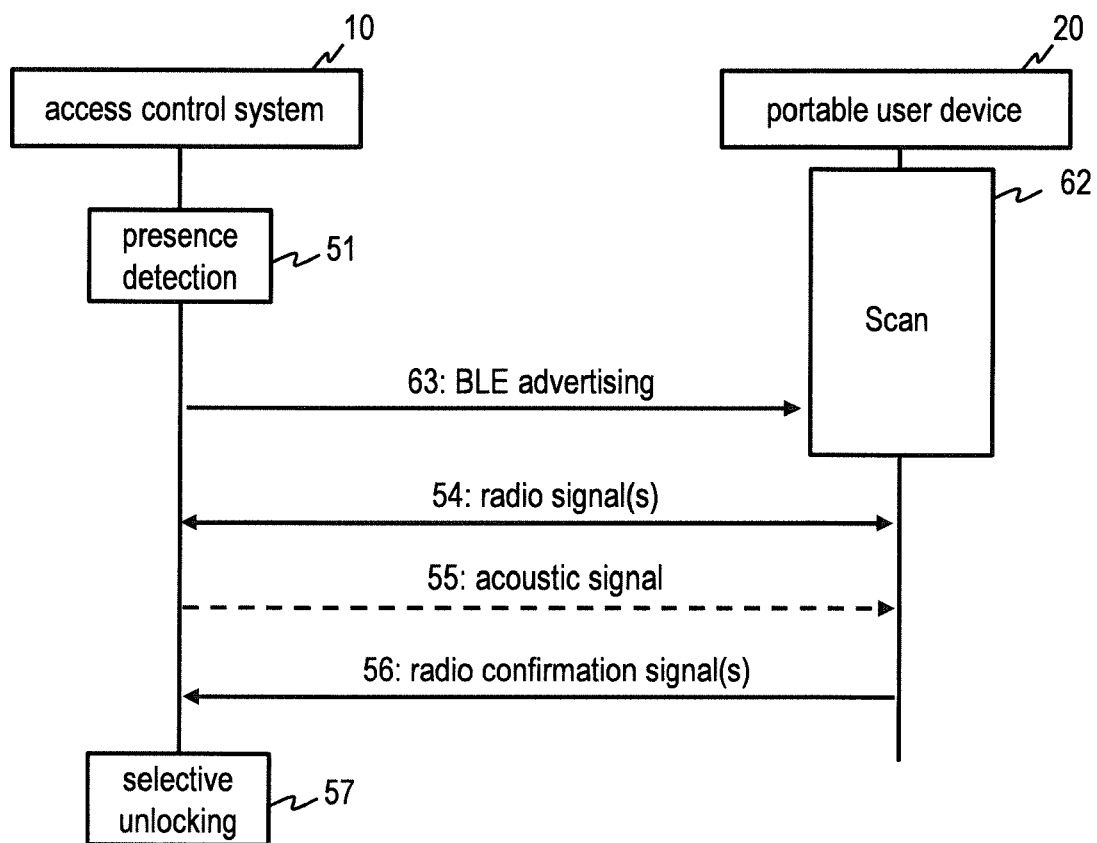 10
20
access control system
portable user device
62
presence
detection
51
Scan
63: BLE advertising
54: radio signal(s)
55: acoustic signal
56: radio confirmation signal(s)
selective
unlocking
57